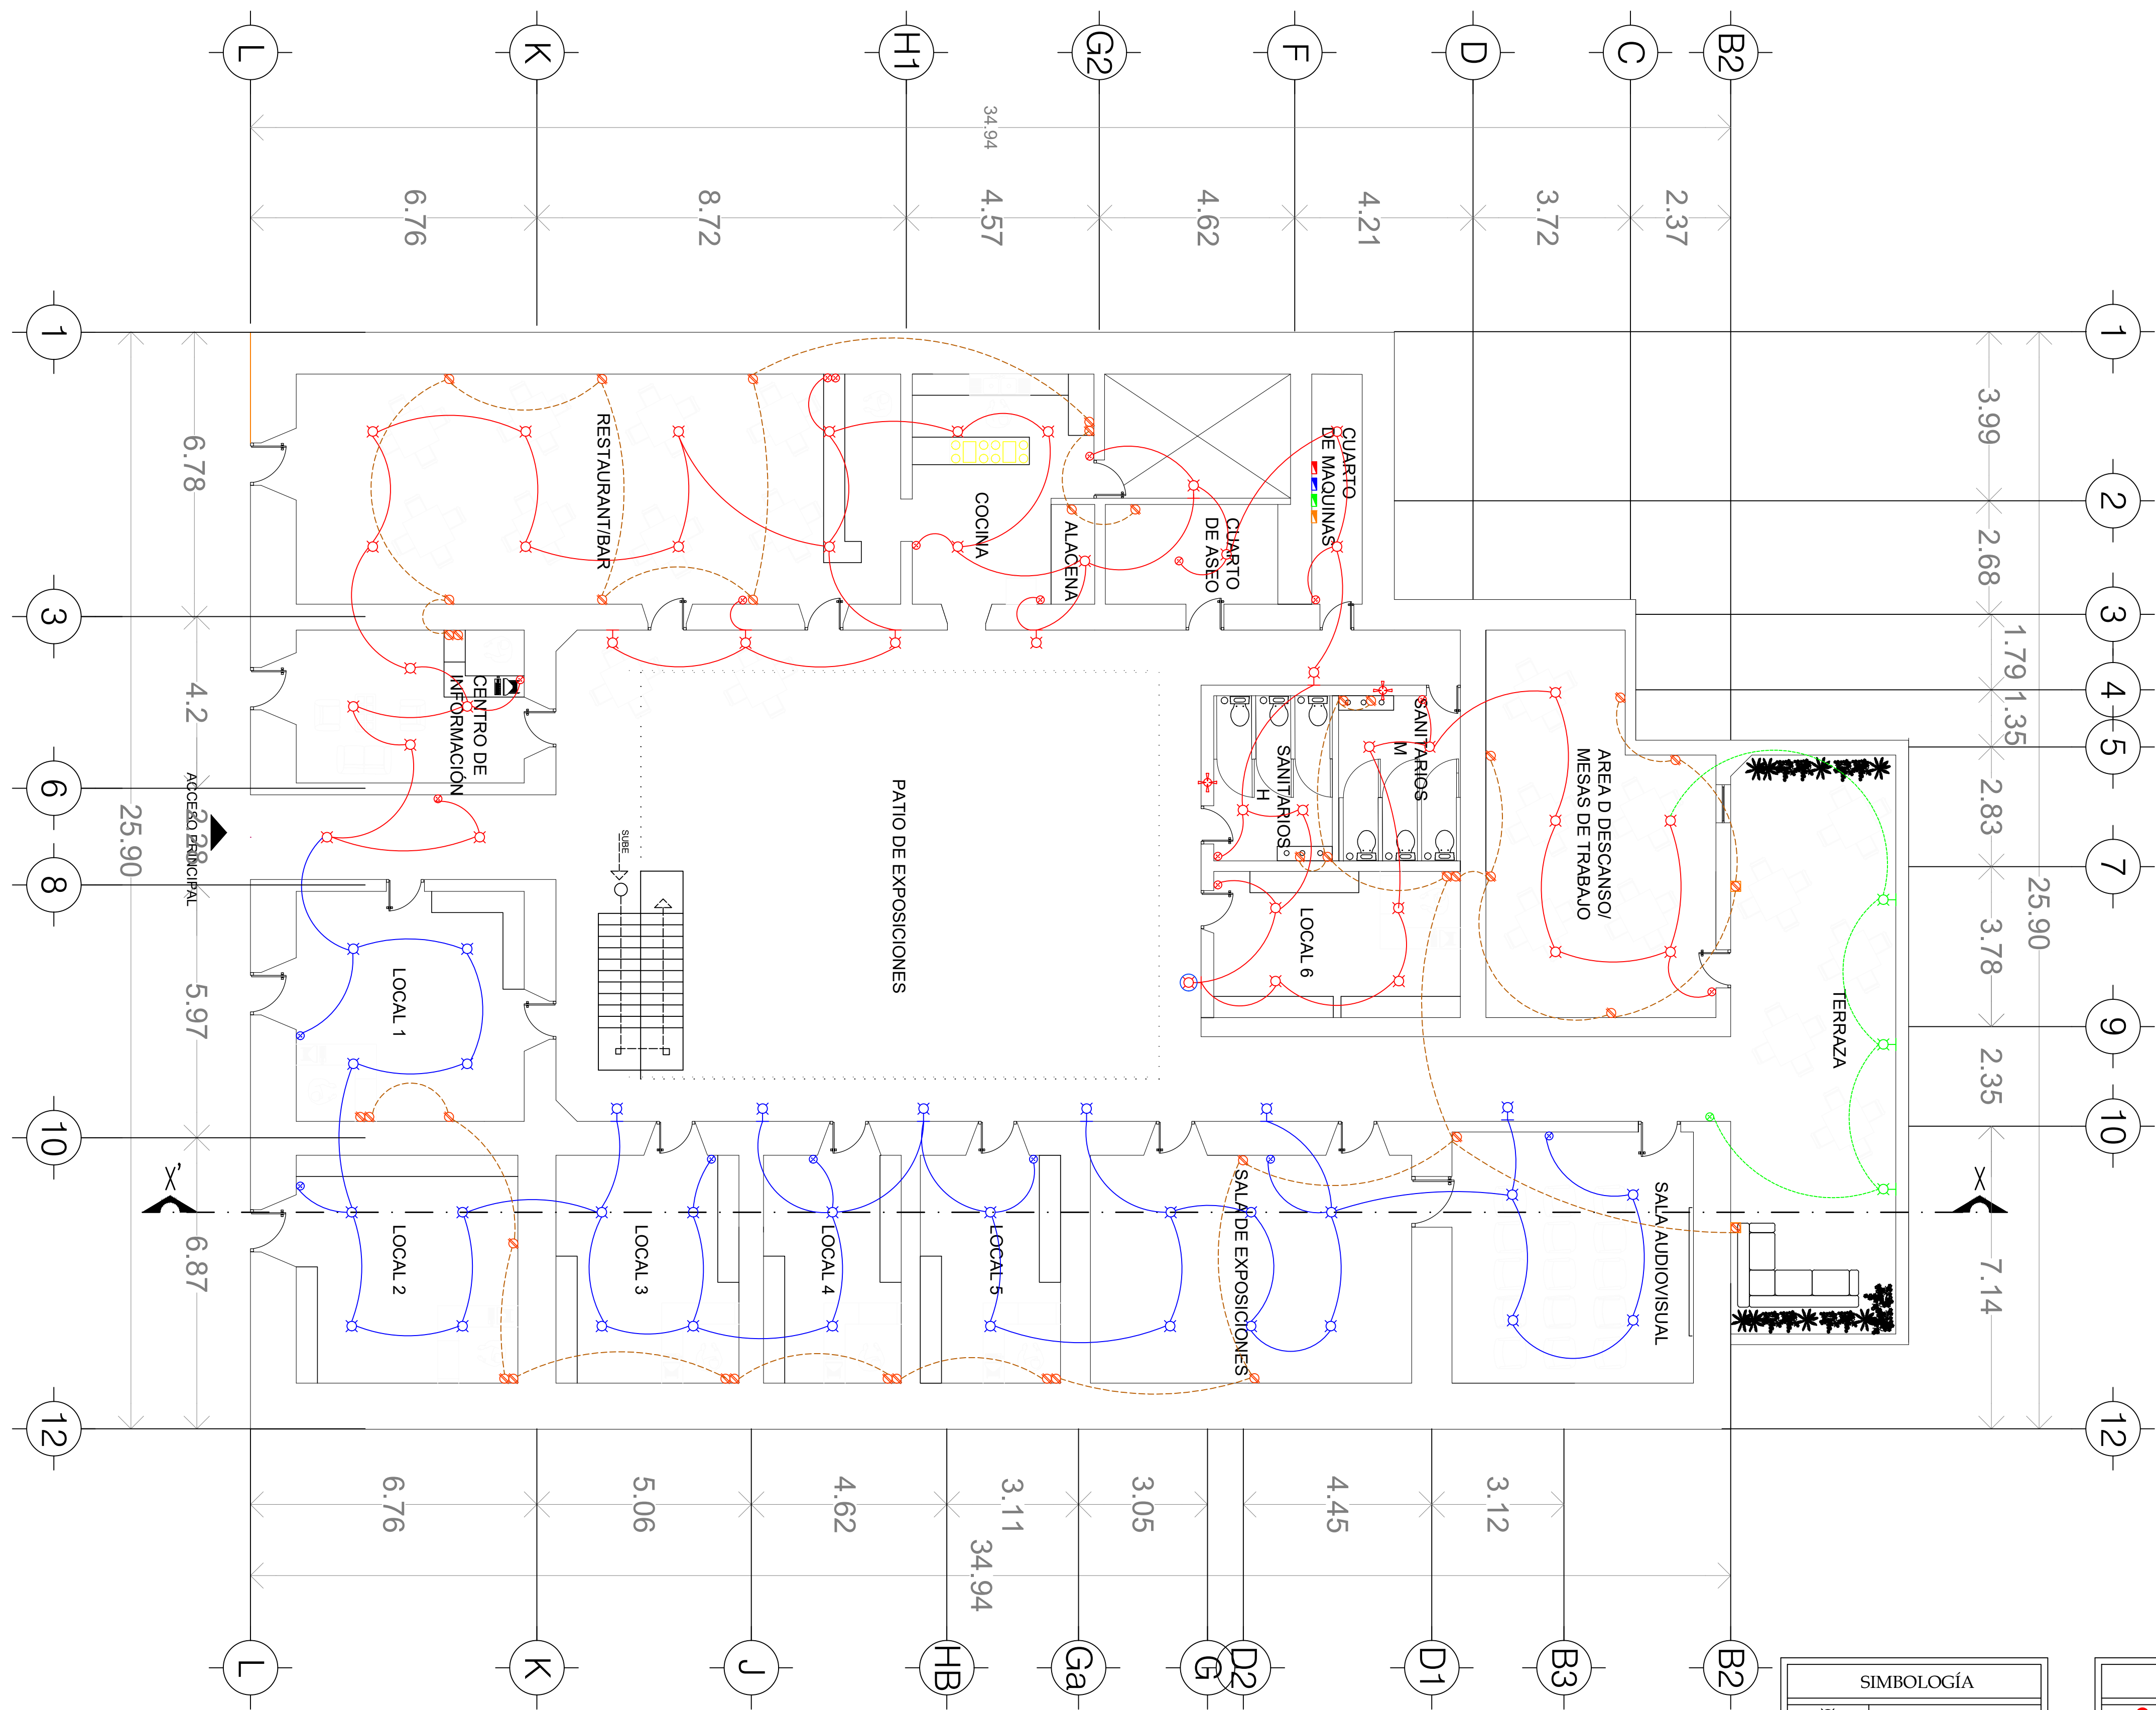 L
K
H1
G2
F
D
C
B2
34.94
6.76
8.72
4.57
4.62
4.21
3.72
2.37
1
3
6
8
10
12
6.78
4.2
2.28
5.97
6.87
25.90
ACCESO PRINCIPAL
X'
1
2
3
4
5
7
9
10
12
3.99
2.68
1.79
1.35
2.83
3.78
2.35
7.14
25.90
X
RESTAURANT/BAR
COCINA
ALACENA
CUARTO
DE ASEO
CUARTO
DE MAQUINAS
CENTRO DE
INFORMACIÓN
SANITARIOS
M
SANITARIOS
H
AREA D DESCANSO/
MESAS DE TRABAJO
PATIO DE EXPOSICIONES
SUBE
LOCAL 6
TERRAZA
LOCAL 1
LOCAL 2
LOCAL 3
LOCAL 4
LOCAL 5
SALA DE EXPOSICIONES
SALA AUDIOVISUAL
6.76
5.06
4.62
3.11
3.05
4.45
3.12
34.94
L
K
J
HB
Ga
G
D2
D1
B3
B2
SIMBOLOGÍA